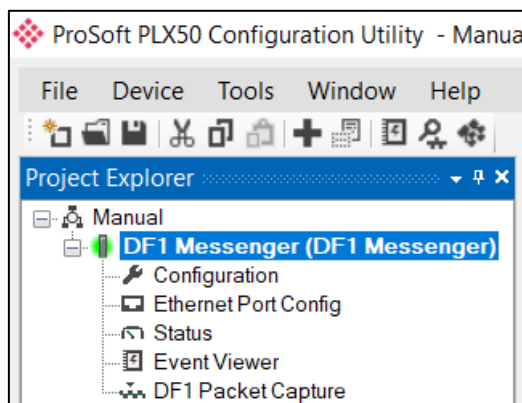 ProSoft PLX50 Configuration Utility - Manua
File Device Tools Window Help
Project Explorer
Manual
DF1 Messenger (DF1 Messenger)
Configuration
Ethernet Port Config
Status
Event Viewer
DF1 Packet Capture